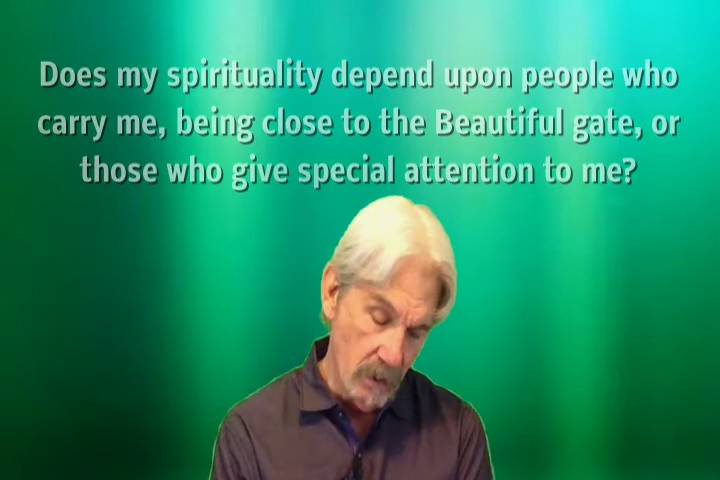 Does my spirituality depend upon people who
carry me, being close to the Beautiful gate, or
those who give special attention to me?